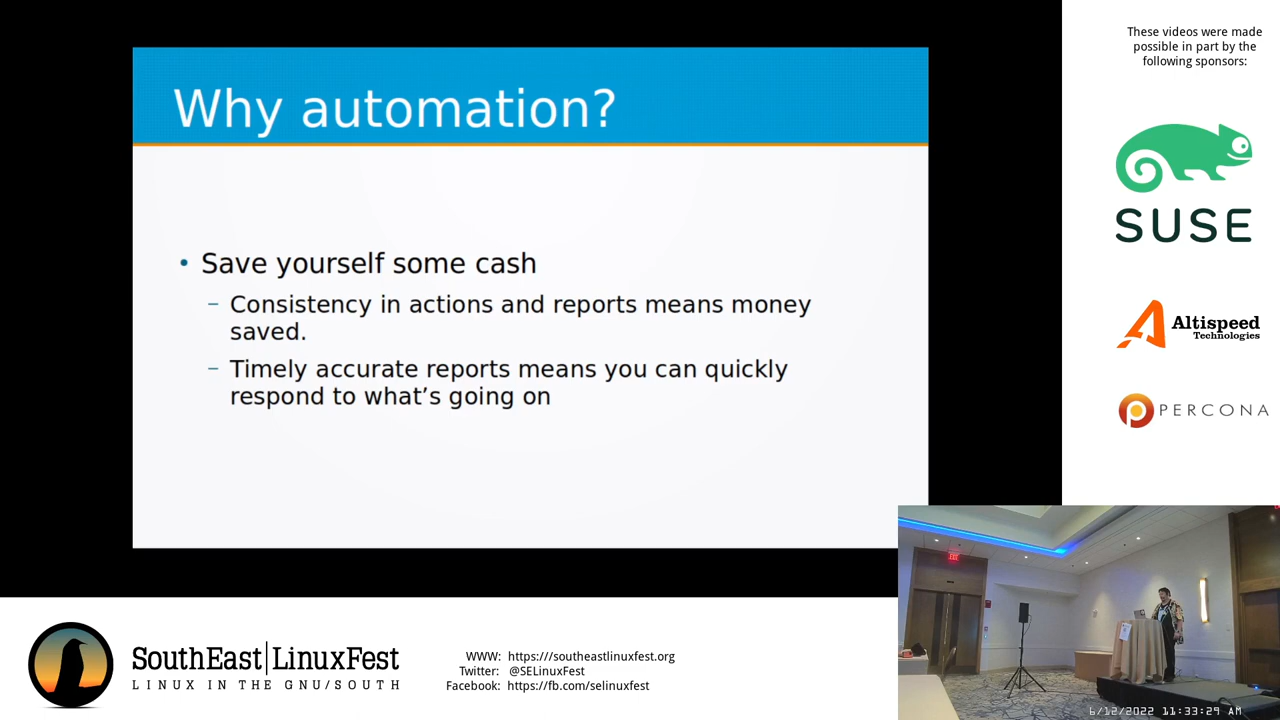 Why automation?
• Save yourself some cash
– Consistency in actions and reports means money
saved.
– Timely accurate reports means you can quickly
respond to what’s going on
These videos were made
possible in part by the
following sponsors:
SUSE
Altispeed
Technologies
PERCONA
SouthEast|LinuxFest
LINUX IN THE GNU/SOUTH
WWW: https:///southeastlinuxfest.org
Twitter: @SELinuxFest
Facebook: https://fb.com/selinuxfest
EXIT
6/12/2022 11:33:29 AM